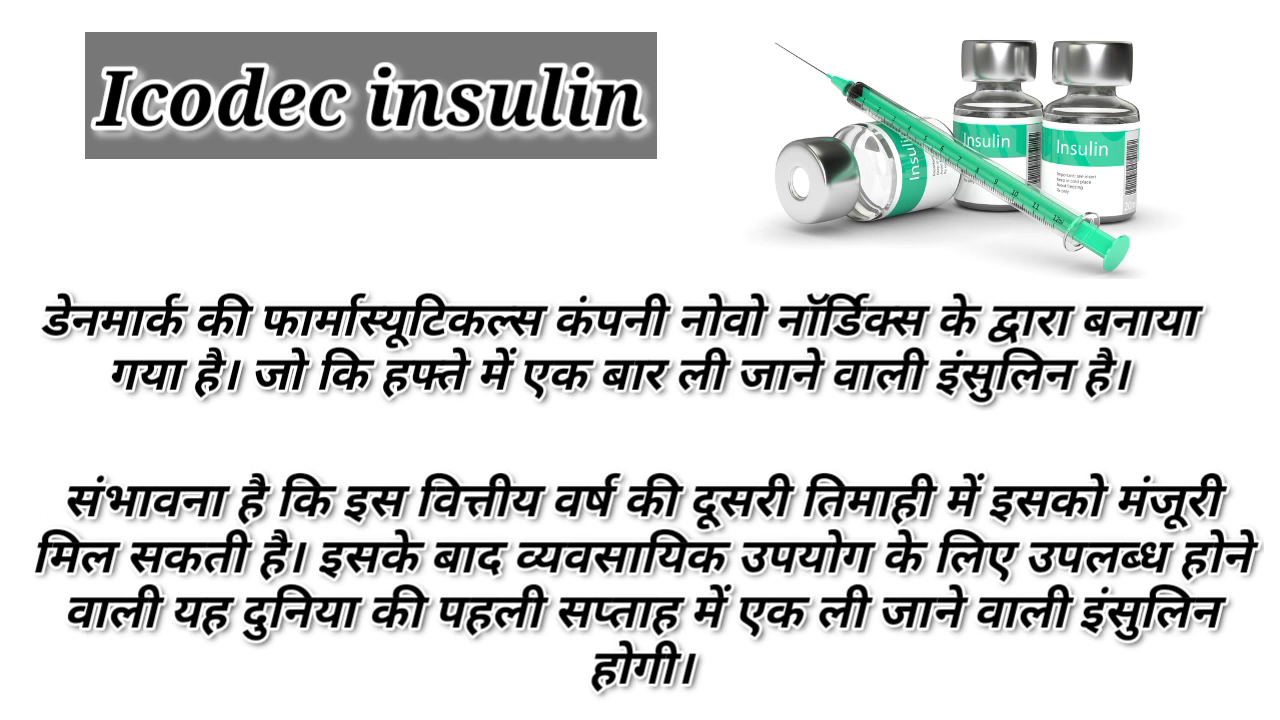 Icodec insulin
Insulin
Insulin
Insulin
डेनमार्क की फार्मास्यूटिकल्स कंपनी नोवो नॉर्डिक्स के द्वारा बनाया
गया है। जो कि हफ्ते में एक बार ली जाने वाली इंसुलिन है।
संभावना है कि इस वित्तीय वर्ष की दूसरी तिमाही में इसको मंजूरी
मिल सकती है। इसके बाद व्यवसायिक उपयोग के लिए उपलब्ध होने
वाली यह दुनिया की पहली सप्ताह में एक ली जाने वाली इंसुलिन
होगी।